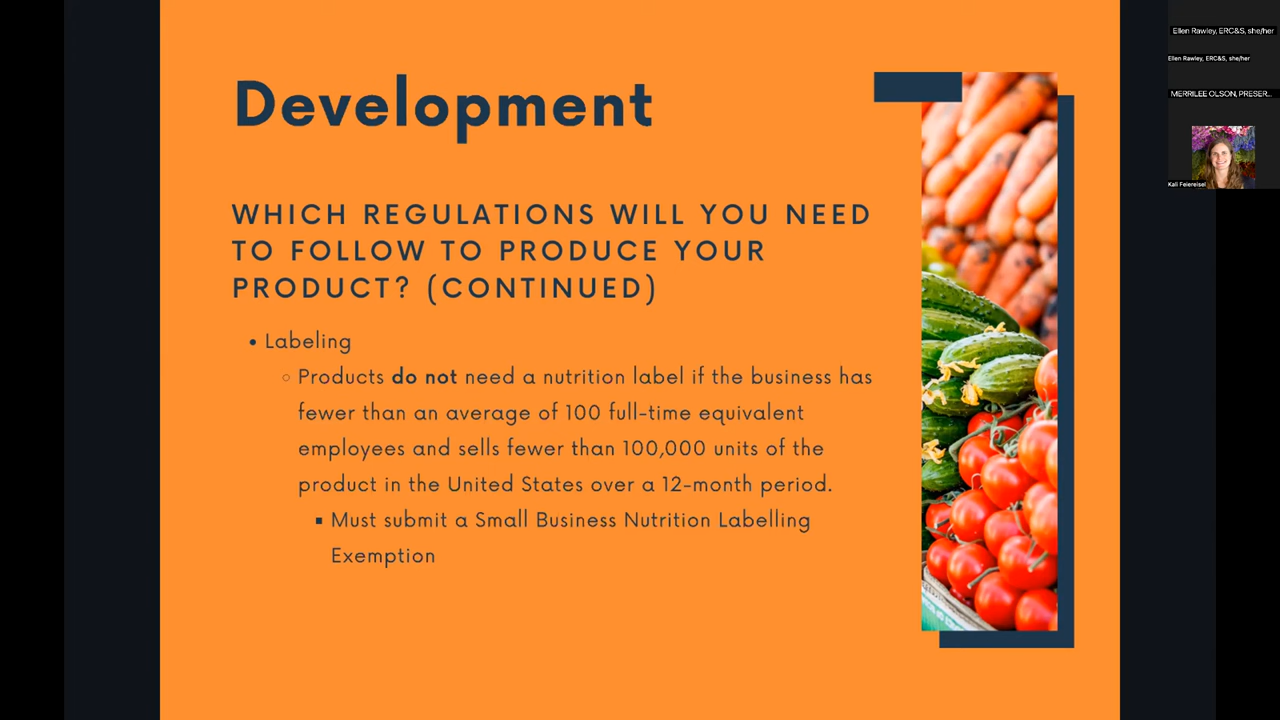 Development
WHICH REGULATIONS WILL YOU NEED
TO FOLLOW TO PRODUCE YOUR
PRODUCT? (CONTINUED)
• Labeling
○ Products do not need a nutrition label if the business has
fewer than an average of 100 full-time equivalent
employees and sells fewer than 100,000 units of the
product in the United States over a 12-month period.
▪ Must submit a Small Business Nutrition Labelling
Exemption
Ellen Rawley, ERC&S, she/her
Ellen Rawley, ERC&S, she/her
MERRILEE OLSON, PRESER...
Kali Feiereisel